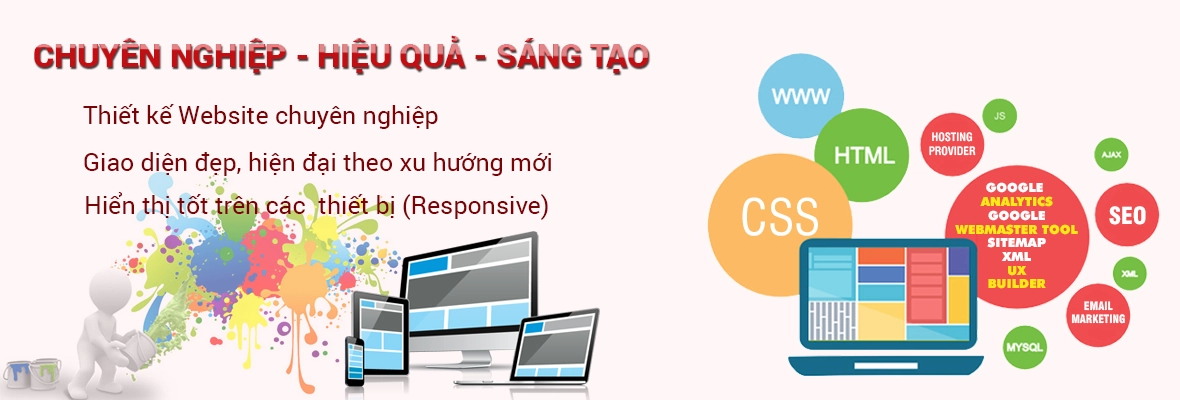 CHUYÊN NGHIỆP - HIỆU QUẢ - SÁNG TẠO
Thiết kế Website chuyên nghiệp
Giao diện đẹp, hiện đại theo xu hướng mới
Hiển thị tốt trên các thiết bị (Responsive)
WWW
HTML
CSS
HOSTING
PROVIDER
JS
AJAX
GOOGLE
ANALYTICS
GOOGLE
WEBMASTER TOOL
SITEMAP
XML
UX
BUILDER
SEO
XML
EMAIL
MARKETING
MYSQL